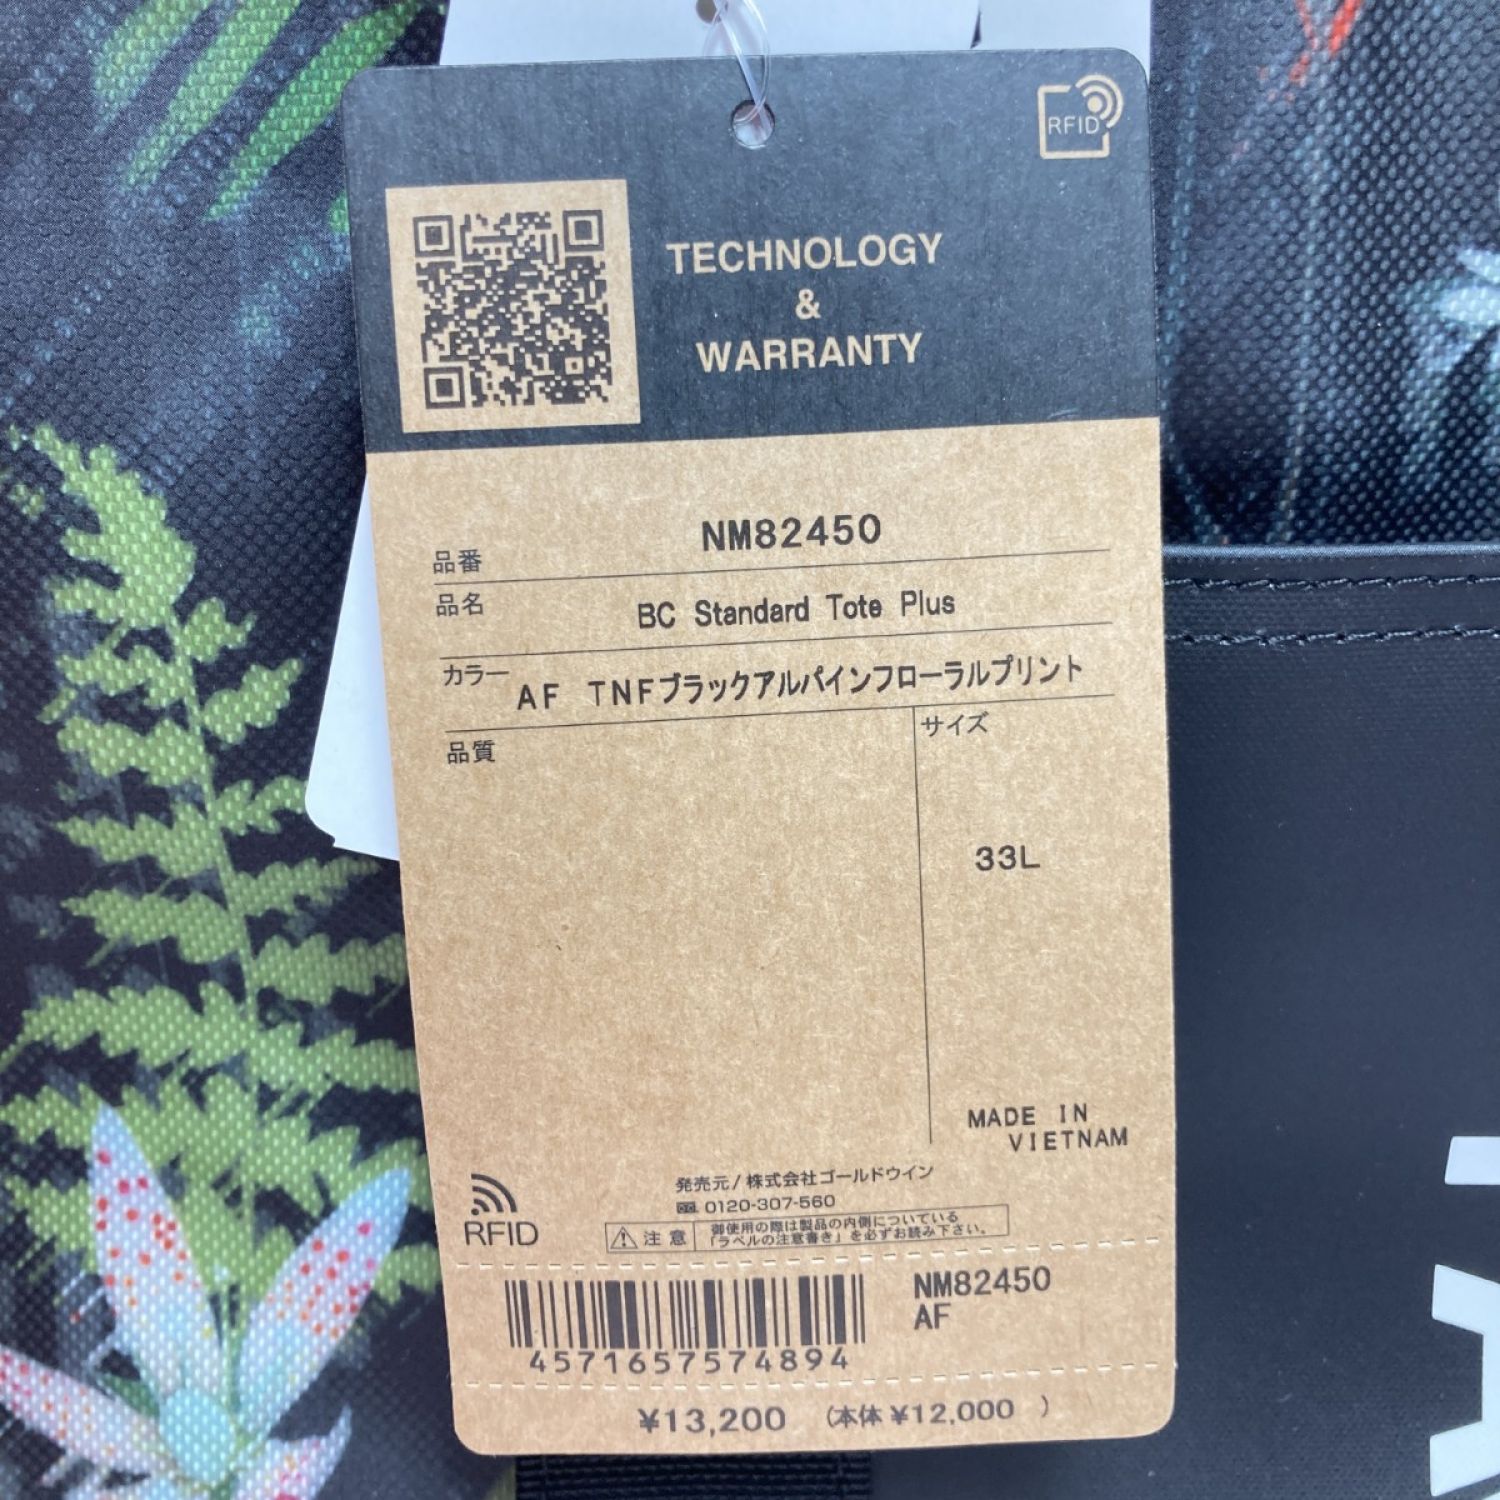 RFID
TECHNOLOGY
&
WARRANTY
品番 NM82450
品名 BC Standard Tote Plus
カラー AF TNFブラックアルパインフローラルプリント
品質
サイズ
33L
MADE IN
VIETNAM
RFID
発売元/株式会社ゴールドウイン
0120-307-560
注意
御使用の際は製品の内側についている
「ラベルの注意書き」を必ずお読み下さい。
NM82450
AF
4571657574894
¥13,200 (本体¥12,000 )